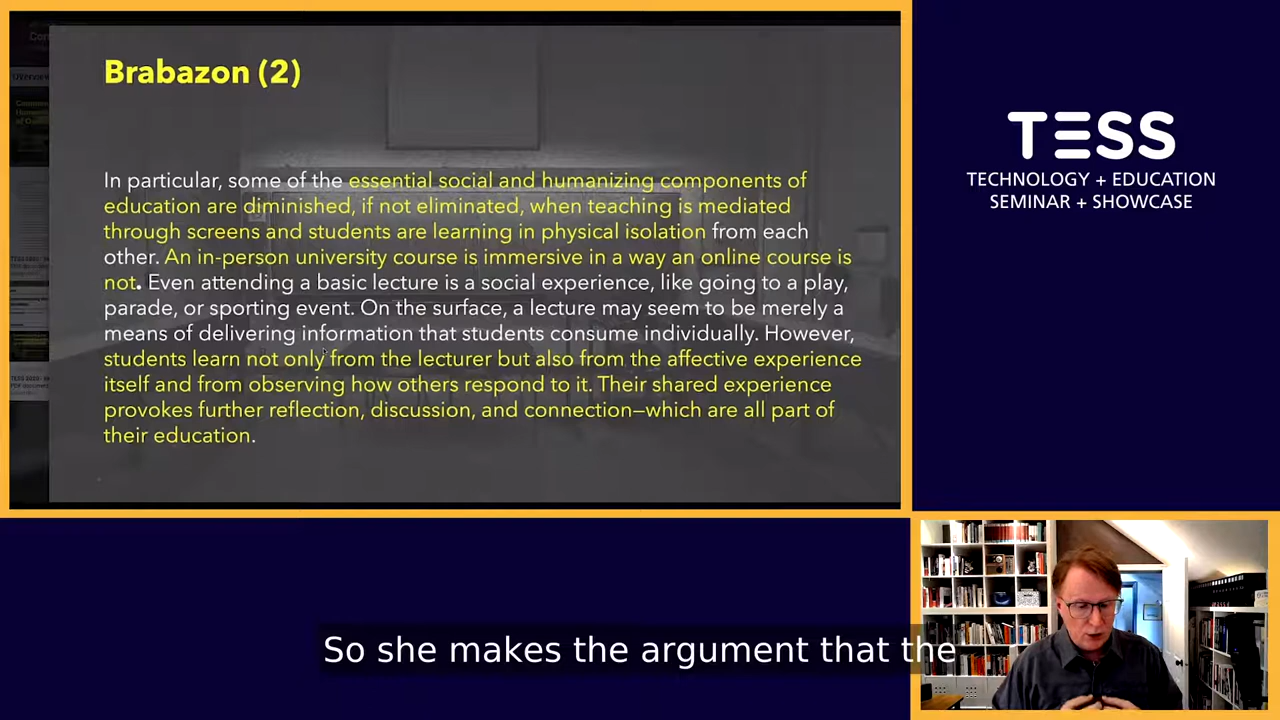 Brabazon (2)
In particular, some of the essential social and humanizing components of
education are diminished, if not eliminated, when teaching is mediated
through screens and students are learning in physical isolation from each
other. An in-person university course is immersive in a way an online course is
not. Even attending a basic lecture is a social experience, like going to a play,
parade, or sporting event. On the surface, a lecture may seem to be merely a
means of delivering information that students consume individually. However,
students learn not only from the lecturer but also from the affective experience
itself and from observing how others respond to it. Their shared experience
provokes further reflection, discussion, and connection—which are all part of
their education.
TESS
TECHNOLOGY + EDUCATION
SEMINAR + SHOWCASE
So she makes the argument that the